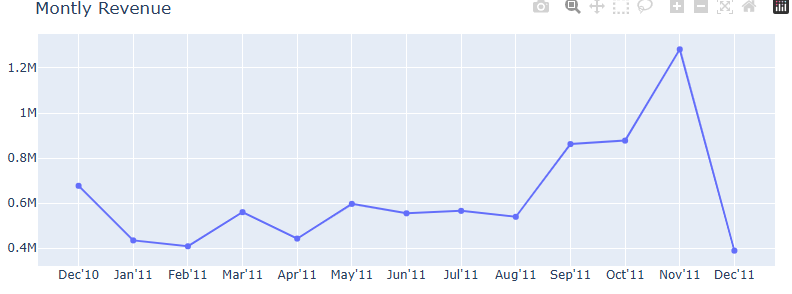 Montly Revenue
1.2M
1M
0.8M
0.6M
0.4M
Dec'10 Jan'11 Feb'11 Mar'11 Apr'11 May'11 Jun'11 Jul'11 Aug'11 Sep'11 Oct'11 Nov'11 Dec'11